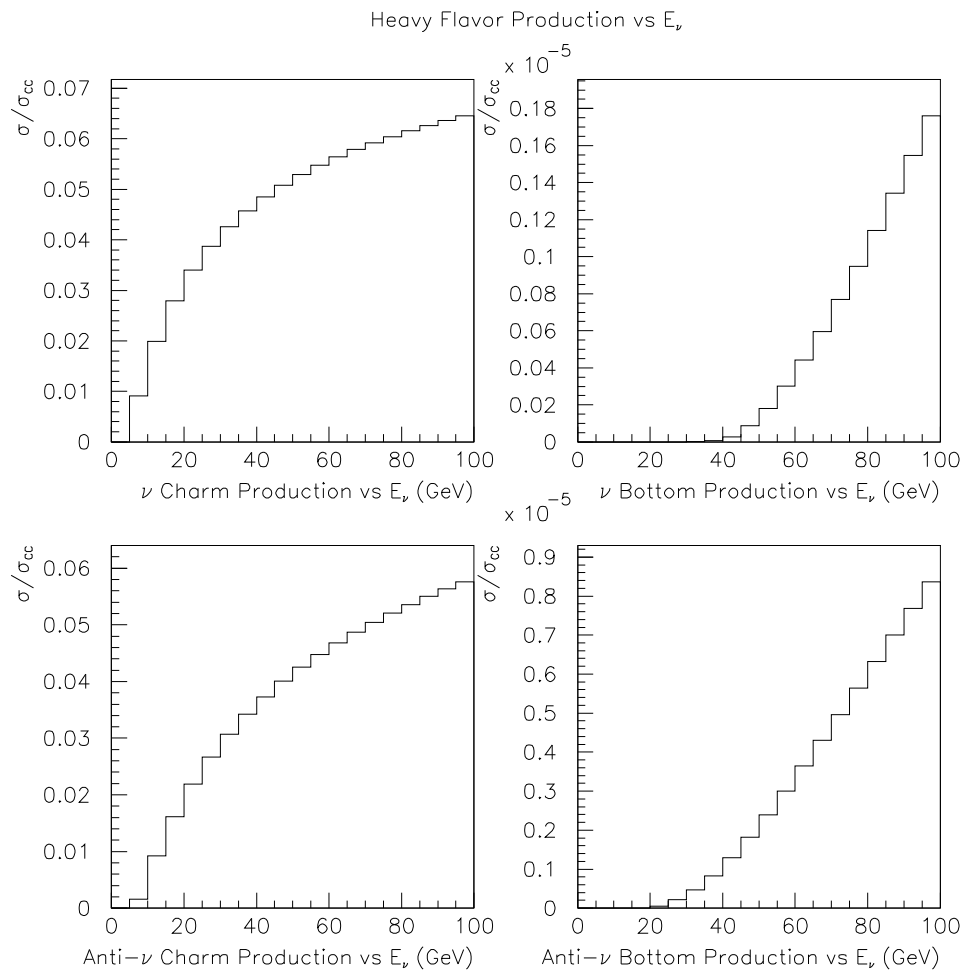 Heavy Flavor Production vs E_ν
σ/σ_cc
0.07
0.06
0.05
0.04
0.03
0.02
0.01
0
0 20 40 60 80 100
ν Charm Production vs E_ν (GeV)
× 10⁻⁵
σ/σ_cc
0.18
0.16
0.14
0.12
0.1
0.08
0.06
0.04
0.02
0
0 20 40 60 80 100
ν Bottom Production vs E_ν (GeV)
σ/σ_cc
0.06
0.05
0.04
0.03
0.02
0.01
0
0 20 40 60 80 100
Anti-ν Charm Production vs E_ν (GeV)
× 10⁻⁵
σ/σ_cc
0.9
0.8
0.7
0.6
0.5
0.4
0.3
0.2
0.1
0
0 20 40 60 80 100
Anti-ν Bottom Production vs E_ν (GeV)